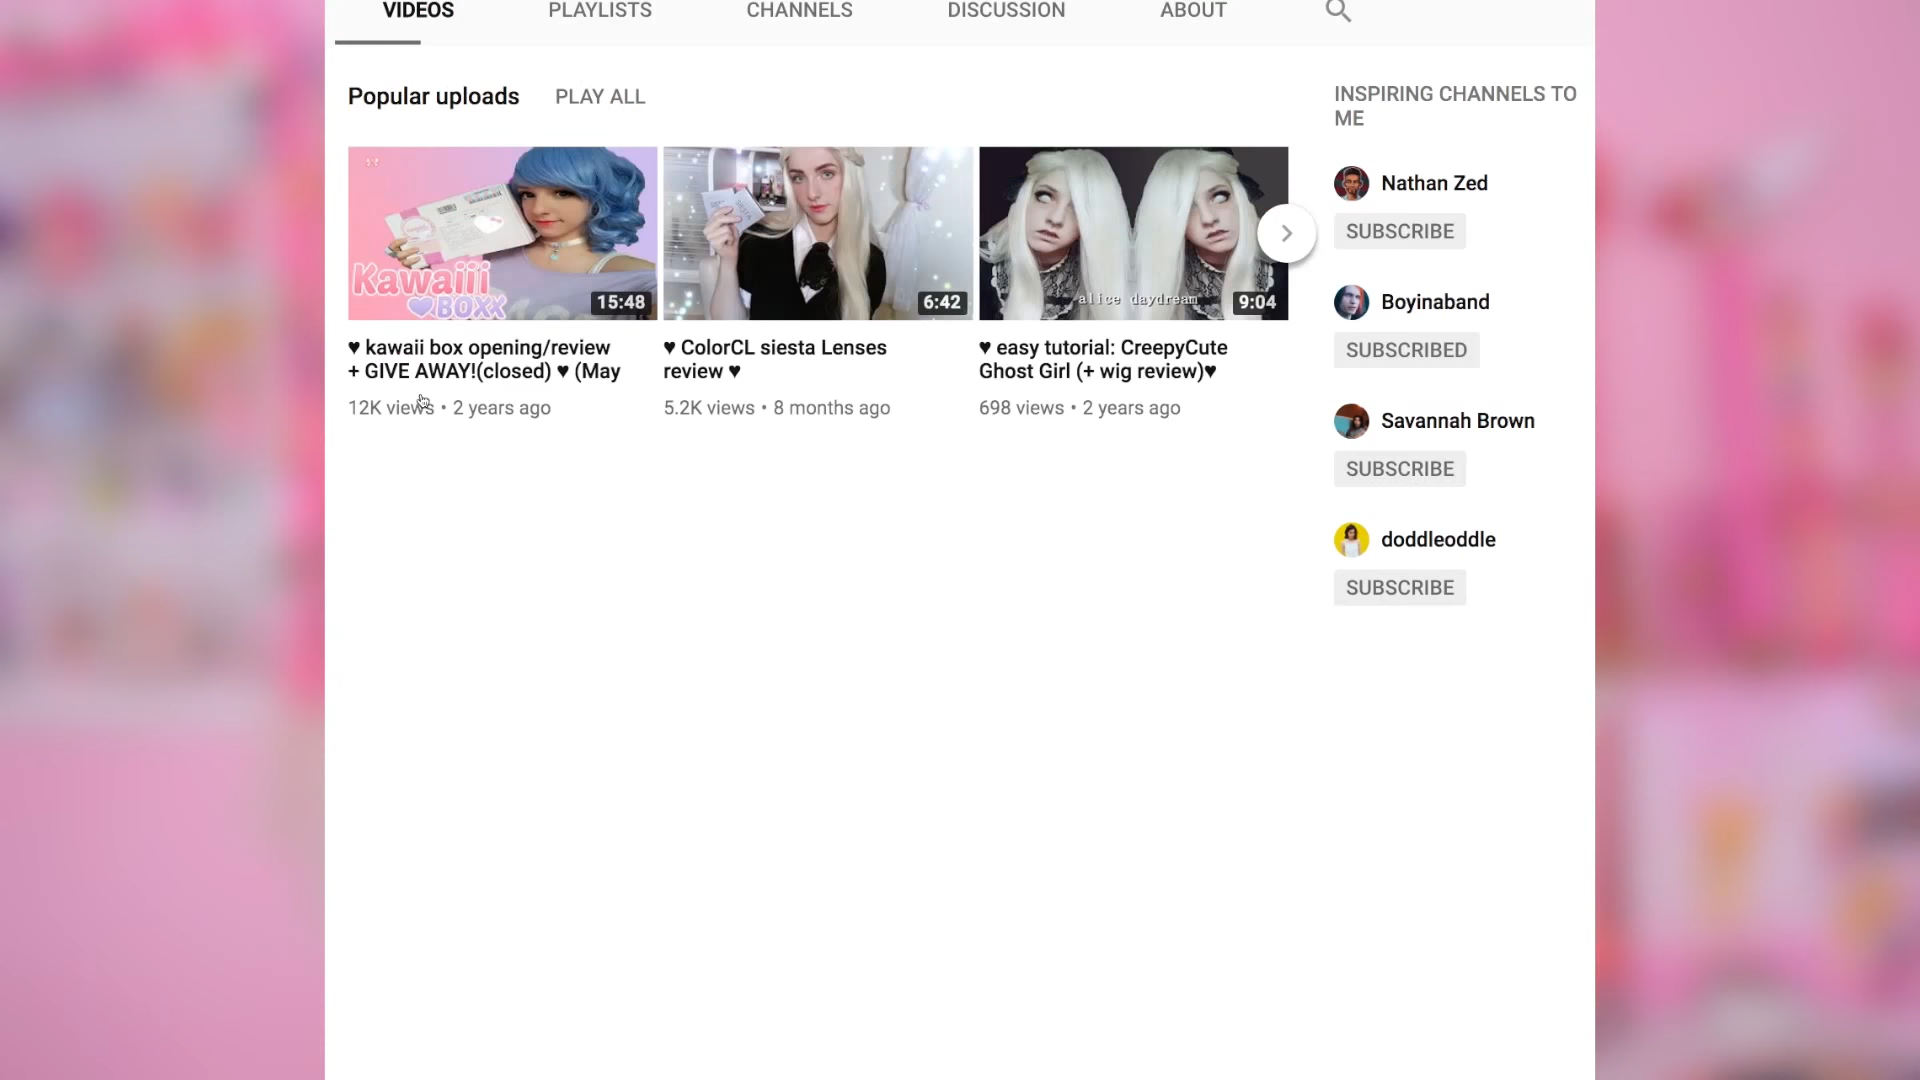 VIDEOS PLAYLISTS CHANNELS DISCUSSION ABOUT
Popular uploads PLAY ALL
Kawaiii
BOXX
15:48
6:42
alice daydream
9:04
♥ kawaii box opening/review
+ GIVE AWAY!(closed) ♥ (May
12K views • 2 years ago
♥ ColorCL siesta Lenses
review ♥
5.2K views • 8 months ago
♥ easy tutorial: CreepyCute
Ghost Girl (+ wig review)♥
698 views • 2 years ago
INSPIRING CHANNELS TO
ME
Nathan Zed
SUBSCRIBE
Boyinaband
SUBSCRIBED
Savannah Brown
SUBSCRIBE
doddleoddle
SUBSCRIBE